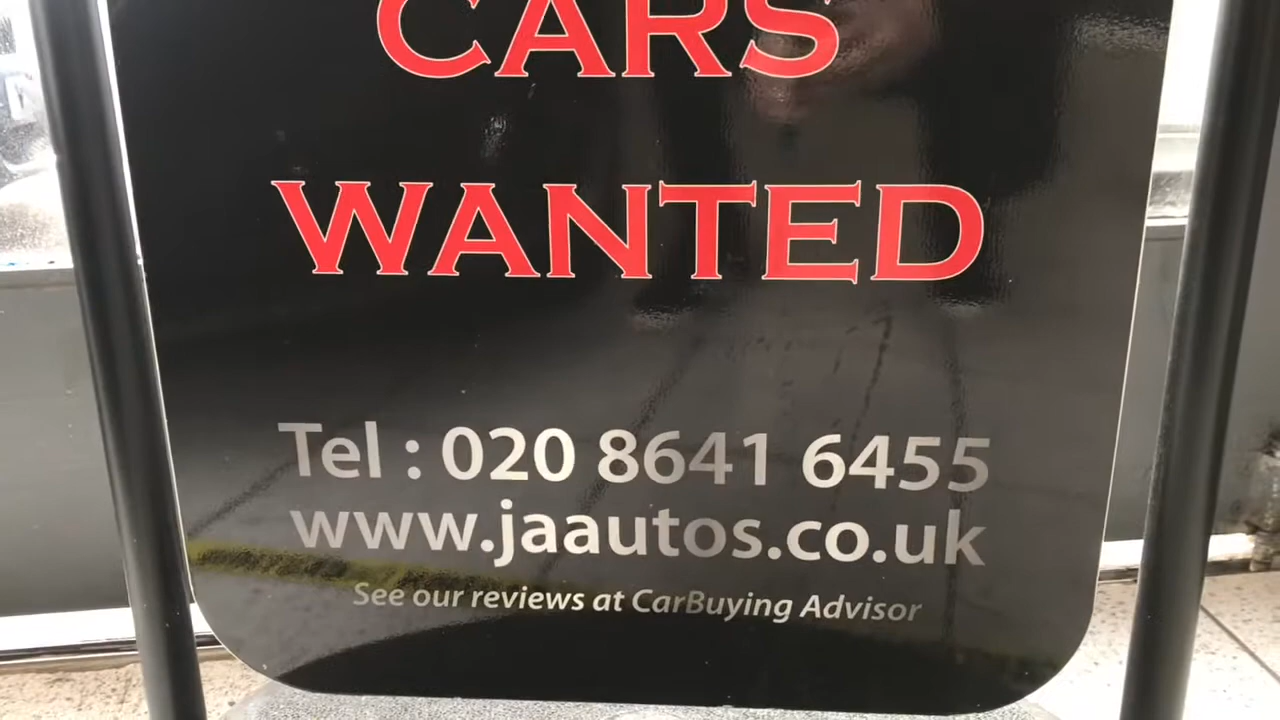 CARS
WANTED
Tel : 020 8641 6455
www.jaautos.co.uk
See our reviews at CarBuying Advisor